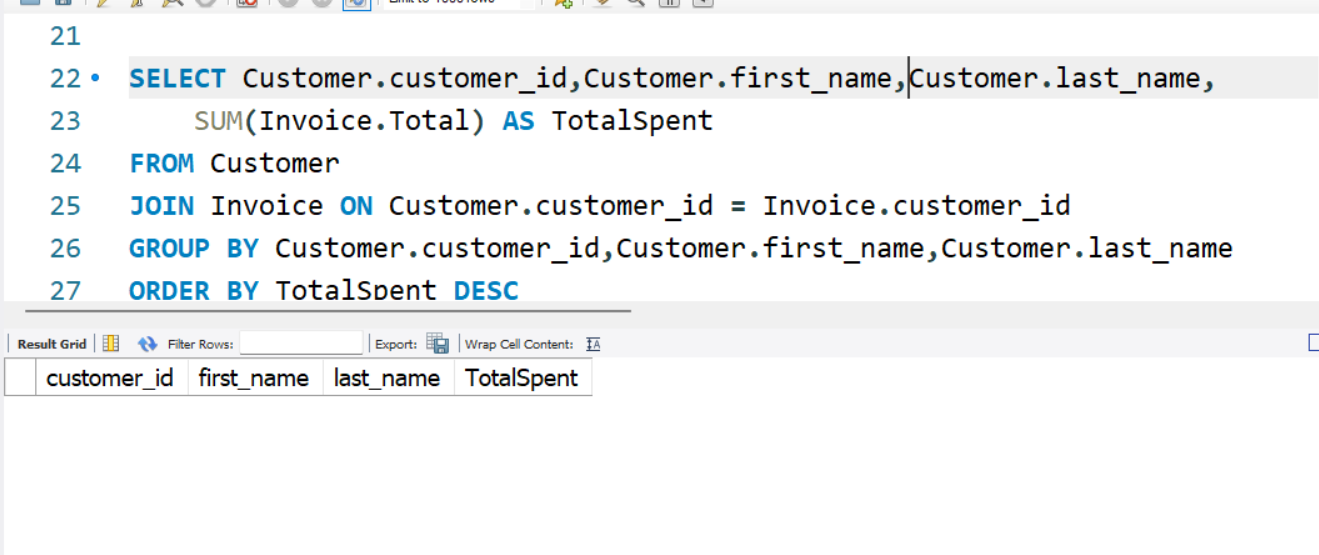 21
22 SELECT Customer.customer_id,Customer.first_name,Customer.last_name,
23 SUM(Invoice.Total) AS TotalSpent
24 FROM Customer
25 JOIN Invoice ON Customer.customer_id = Invoice.customer_id
26 GROUP BY Customer.customer_id,Customer.first_name,Customer.last_name
27 ORDER BY TotalSpent DESC
Result Grid Filter Rows: Export: Wrap Cell Content: IA
customer_id first_name last_name TotalSpent